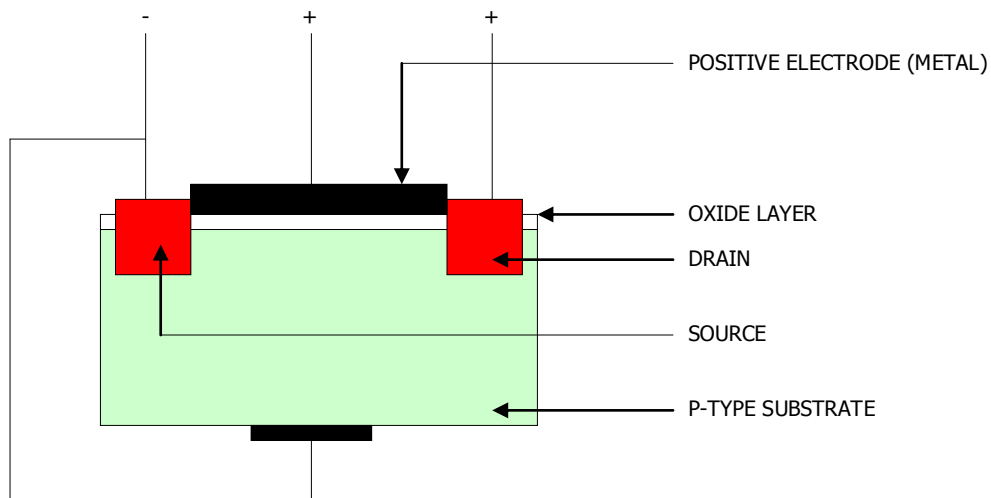 - + +
POSITIVE ELECTRODE (METAL)
OXIDE LAYER
DRAIN
SOURCE
P-TYPE SUBSTRATE